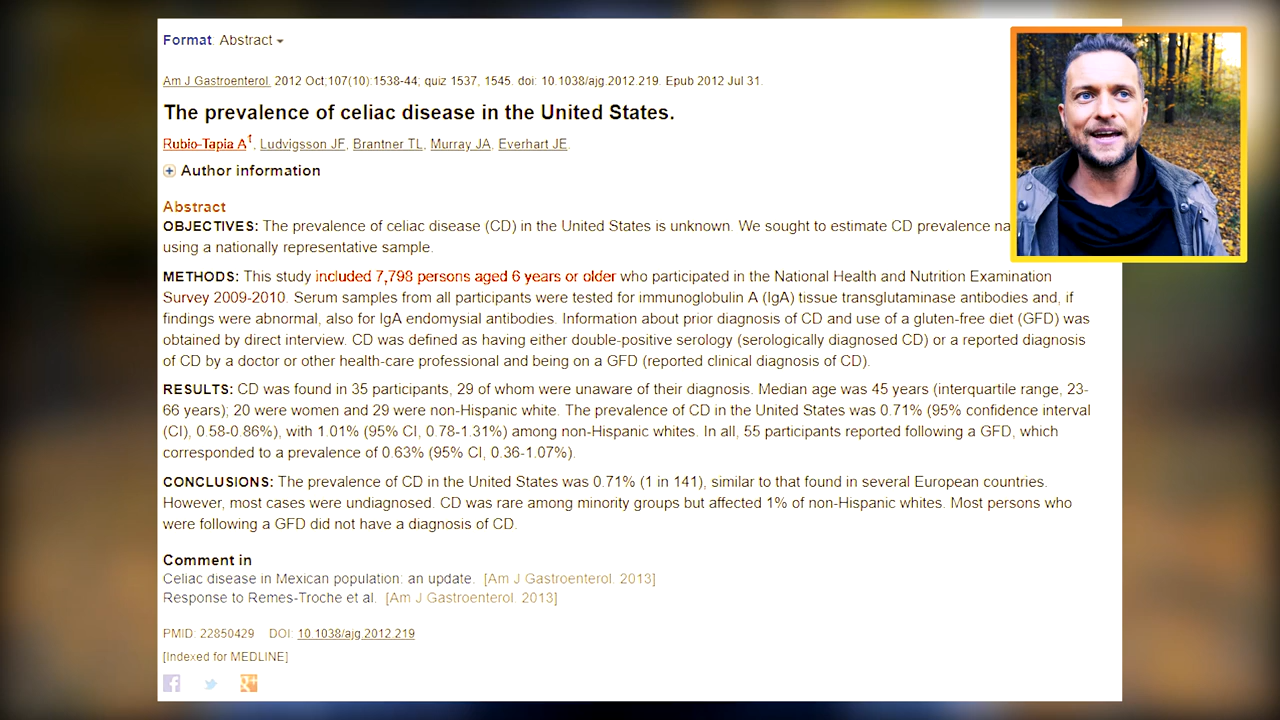 Format: Abstract
Am J Gastroenterol. 2012 Oct;107(10):1538-44; quiz 1537, 1545. doi: 10.1038/ajg.2012.219. Epub 2012 Jul 31.
The prevalence of celiac disease in the United States.
Rubio-Tapia A1, Ludvigsson JF, Brantner TL, Murray JA, Everhart JE.
Author information
Abstract
OBJECTIVES: The prevalence of celiac disease (CD) in the United States is unknown. We sought to estimate CD prevalence
using a nationally representative sample.
METHODS: This study included 7,798 persons aged 6 years or older who participated in the National Health and Nutrition Examination
Survey 2009-2010. Serum samples from all participants were tested for immunoglobulin A (IgA) tissue transglutaminase antibodies and, if
findings were abnormal, also for IgA endomysial antibodies. Information about prior diagnosis of CD and use of a gluten-free diet (GFD) was
obtained by direct interview. CD was defined as having either double-positive serology (serologically diagnosed CD) or a reported diagnosis
of CD by a doctor or other health-care professional and being on a GFD (reported clinical diagnosis of CD).
RESULTS: CD was found in 35 participants, 29 of whom were unaware of their diagnosis. Median age was 45 years (interquartile range, 23-
66 years); 20 were women and 29 were non-Hispanic white. The prevalence of CD in the United States was 0.71% (95% confidence interval
(CI), 0.58-0.86%), with 1.01% (95% CI, 0.78-1.31%) among non-Hispanic whites. In all, 55 participants reported following a GFD, which
corresponded to a prevalence of 0.63% (95% CI, 0.36-1.07%).
CONCLUSIONS: The prevalence of CD in the United States was 0.71% (1 in 141), similar to that found in several European countries.
However, most cases were undiagnosed. CD was rare among minority groups but affected 1% of non-Hispanic whites. Most persons who
were following a GFD did not have a diagnosis of CD.
Comment in
Celiac disease in Mexican population: an update. [Am J Gastroenterol. 2013]
Response to Remes-Troche et al. [Am J Gastroenterol. 2013]
PMID: 22850429 DOI: 10.1038/ajg.2012.219
[Indexed for MEDLINE]